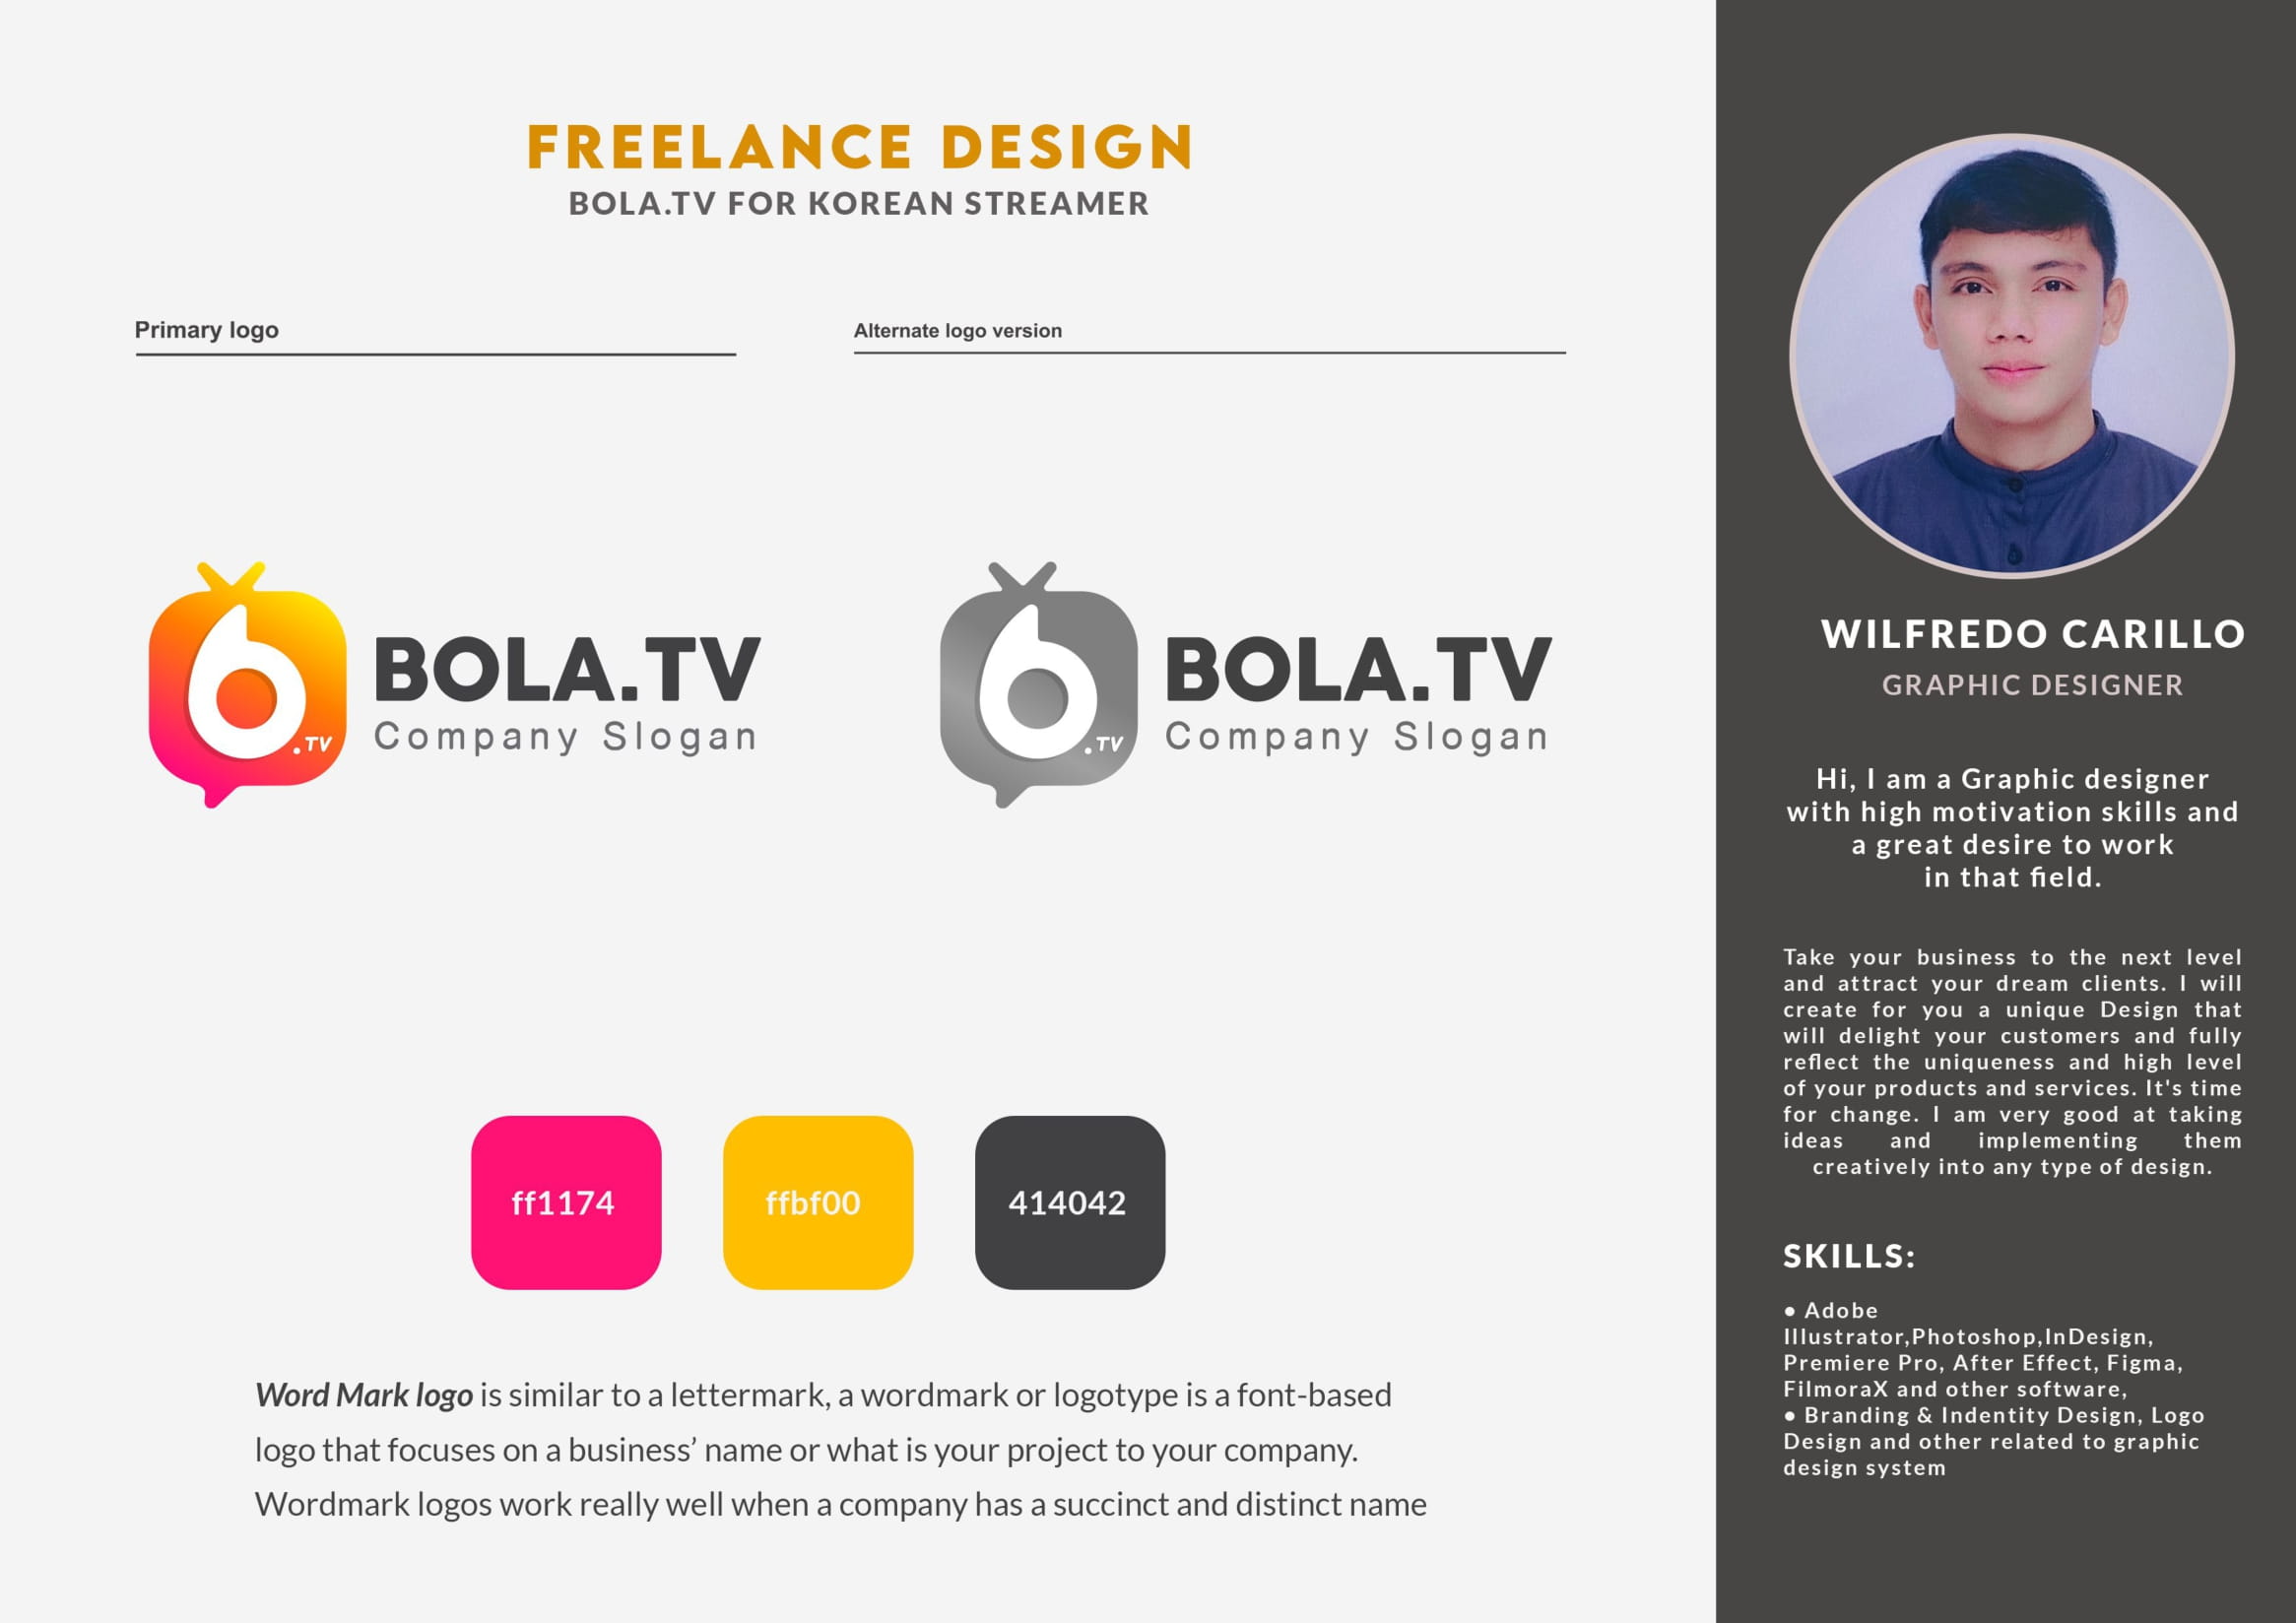 FREELANCE DESIGN
BOLA.TV FOR KOREAN STREAMER
Primary logo
Alternate logo version
.TV
BOLA.TV
Company Slogan
.TV
BOLA.TV
Company Slogan
ff1174
ffbf00
414042
Word Mark logo is similar to a lettermark, a wordmark or logotype is a font-based
logo that focuses on a business’ name or what is your project to your company.
Wordmark logos work really well when a company has a succinct and distinct name
WILFREDO CARILLO
GRAPHIC DESIGNER
Hi, I am a Graphic designer
with high motivation skills and
a great desire to work
in that field.
Take your business to the next level
and attract your dream clients. I will
create for you a unique Design that
will delight your customers and fully
reflect the uniqueness and high level
of your products and services. It's time
for change. I am very good at taking
ideas and implementing them
creatively into any type of design.
SKILLS:
● Adobe
Illustrator,Photoshop,InDesign,
Premiere Pro, After Effect, Figma,
FilmoraX and other software,
● Branding & Indentity Design, Logo
Design and other related to graphic
design system